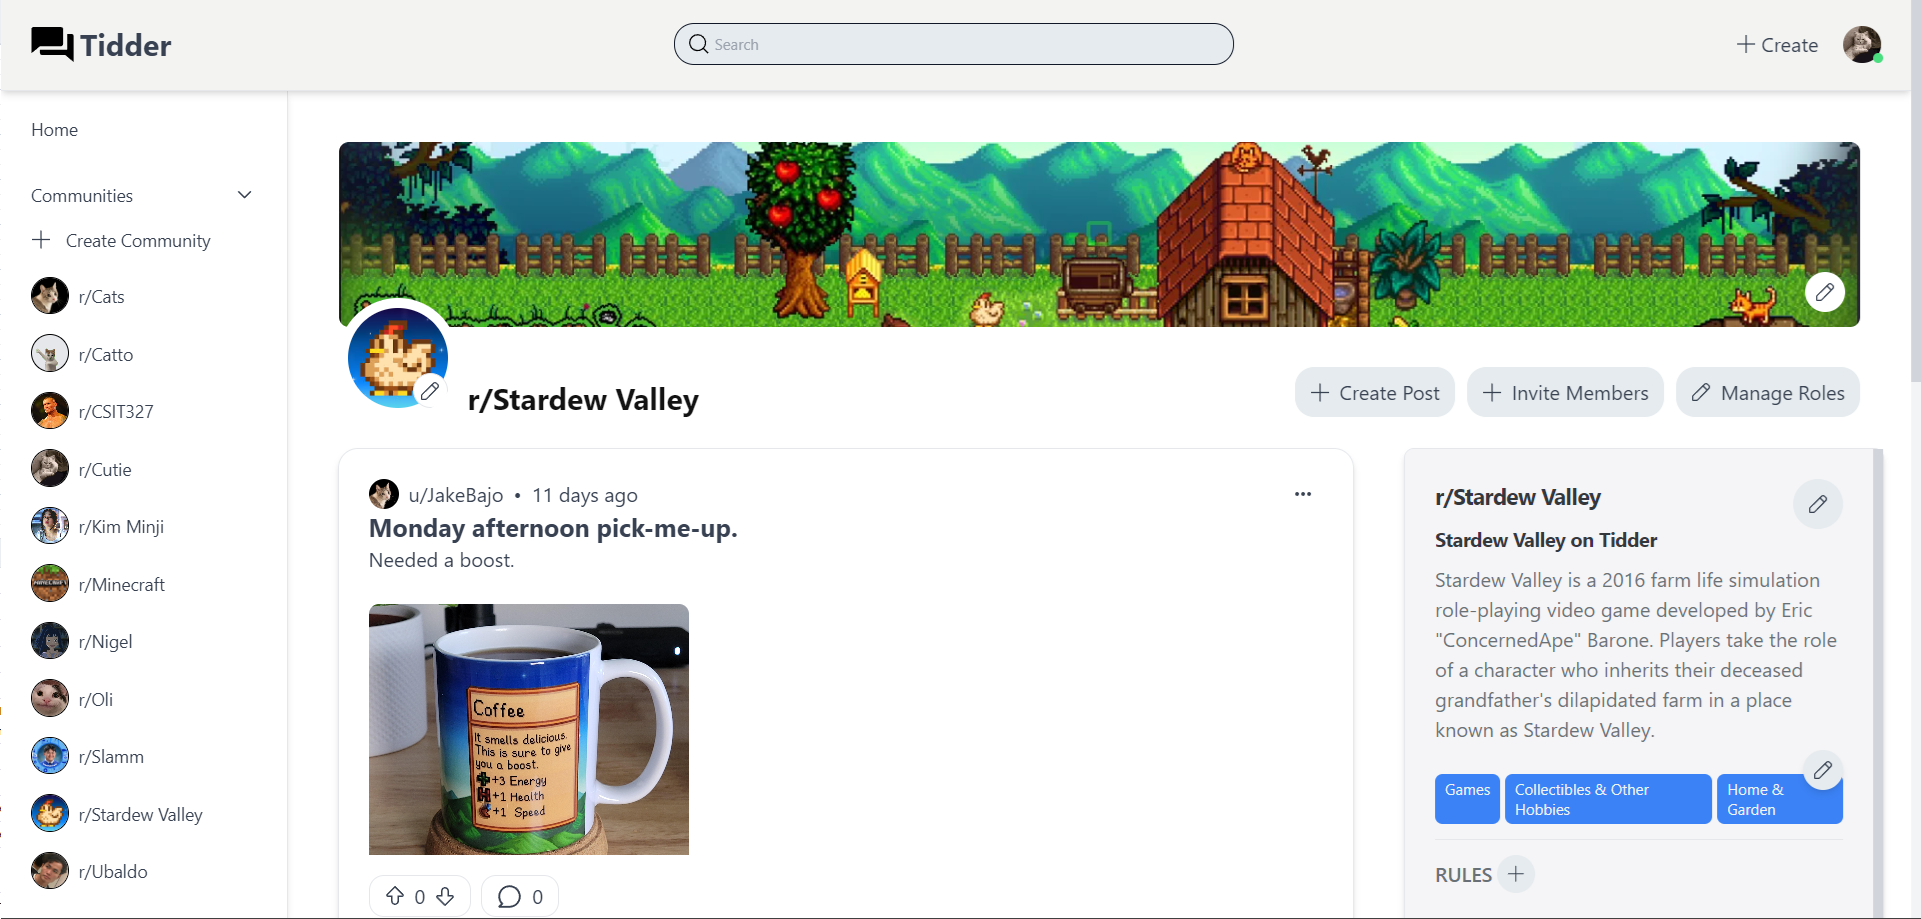 Tidder
Search
Create
Home
Communities
Create Community
r/Cats
r/Catto
r/CSIT327
r/Cutie
r/Kim Minji
r/Minecraft
r/Nigel
r/Oli
r/Slamm
r/Stardew Valley
r/Ubaldo
r/Stardew Valley
Create Post
Invite Members
Manage Roles
u/JakeBajo • 11 days ago
Monday afternoon pick-me-up.
Needed a boost.
Coffee
It smells delicious.
This is sure to give
you a boost.
+3 Energy
+1 Health
+1 Speed
0
0
r/Stardew Valley
Stardew Valley on Tidder
Stardew Valley is a 2016 farm life simulation
role-playing video game developed by Eric
"ConcernedApe" Barone. Players take the role
of a character who inherits their deceased
grandfather's dilapidated farm in a place
known as Stardew Valley.
Games
Collectibles & Other
Hobbies
Home &
Garden
RULES